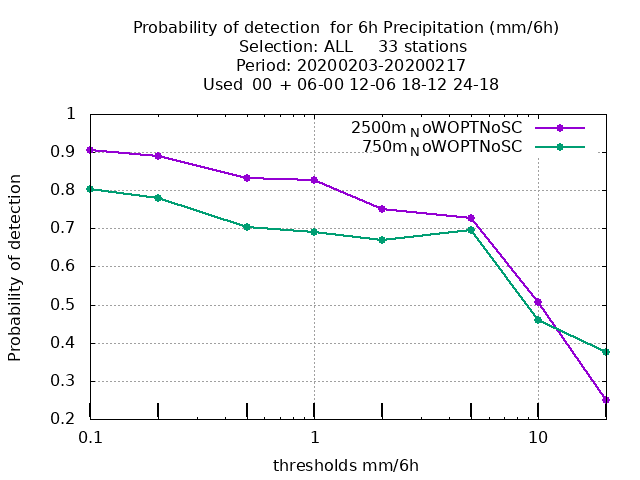 Probability of detection  for 6h Precipitation (mm/6h)
Selection: ALL     33 stations
Period: 20200203-20200217
Used  00  + 06-00 12-06 18-12 24-18
2500m_NoWOPTNoSC
750m_NoWOPTNoSC
Probability of detection
1
0.9
0.8
0.7
0.6
0.5
0.4
0.3
0.2
0.1
1
10
thresholds mm/6h